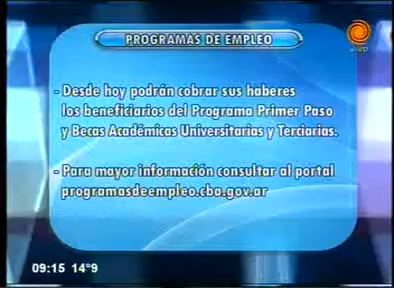 PROGRAMAS DE EMPLEO
- Desde hoy podrán cobrar sus haberes
los beneficiarios del Programa Primer Paso
y Becas Académicas Universitarias y Terciarias.
- Para mayor información consultar al portal
programasdeempleo.cba.gov.ar
09:15 14°9